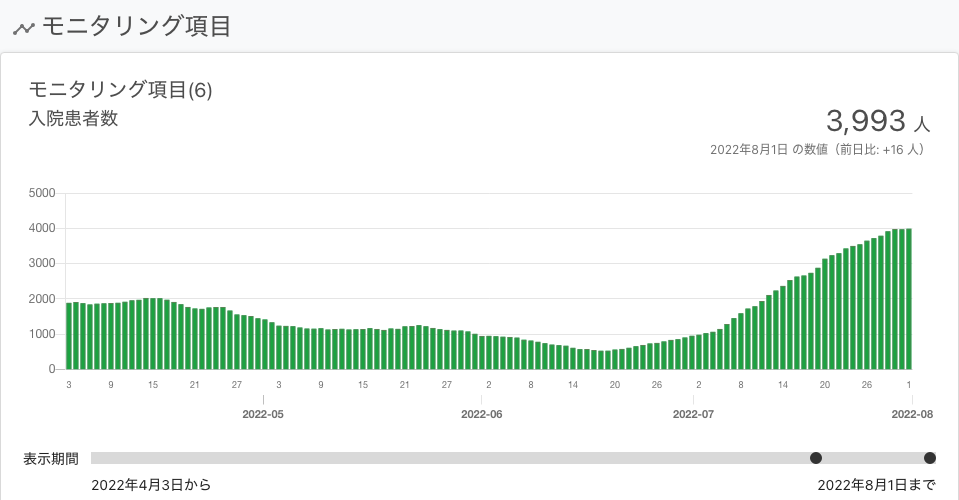 モニタリング項目
モニタリング項目(6)
入院患者数
3,993 人
2022年8月1日 の数値（前日比: +16 人）
5000
4000
3000
2000
1000
0
3 9 15 21 27 3 9 15 21 27 2 8 14 20 26 2 8 14 20 26 1
2022-05 2022-06 2022-07 2022-08
表示期間
2022年4月3日から 2022年8月1日まで